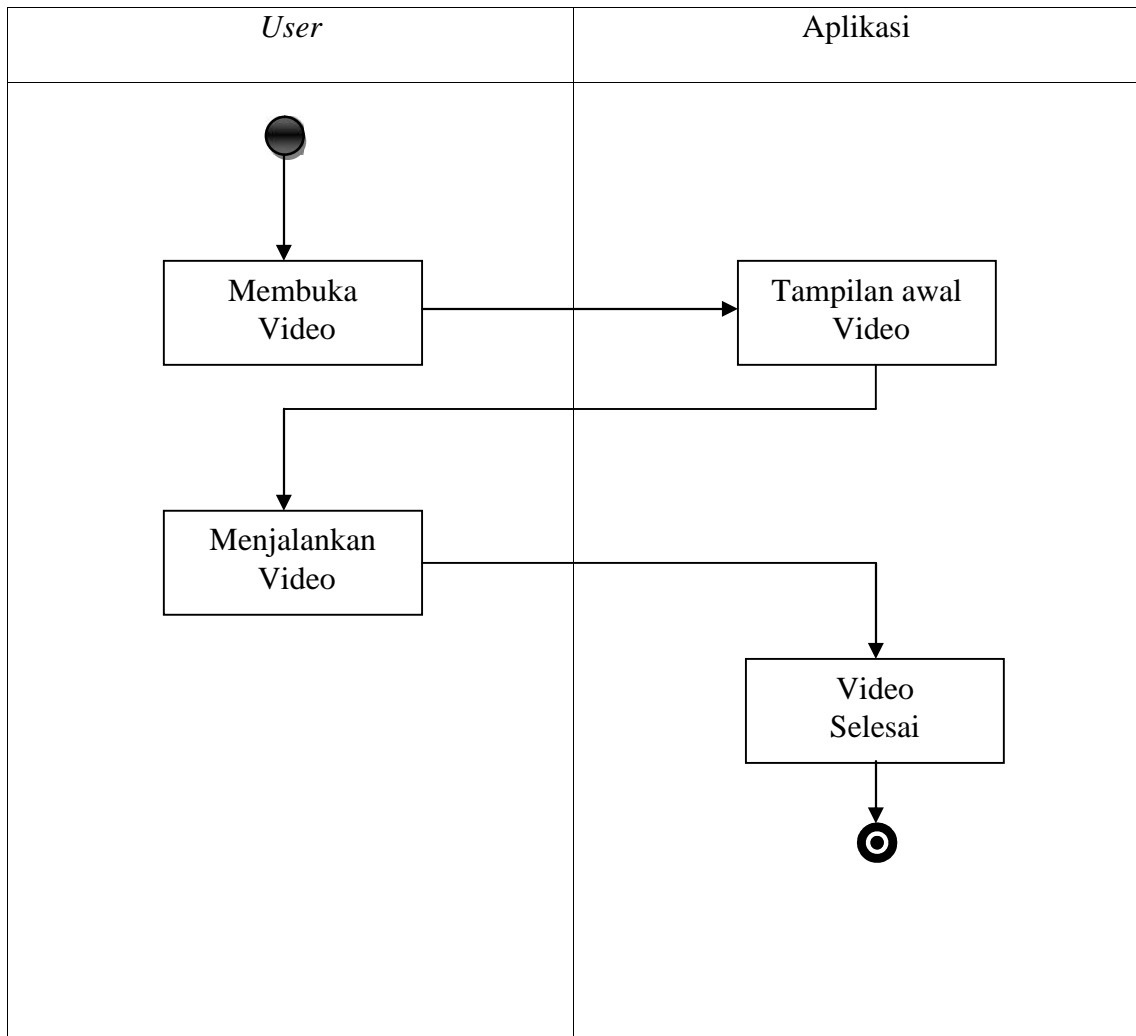 User
Aplikasi
Membuka
Video
Tampilan awal
Video
Menjalankan
Video
Video
Selesai